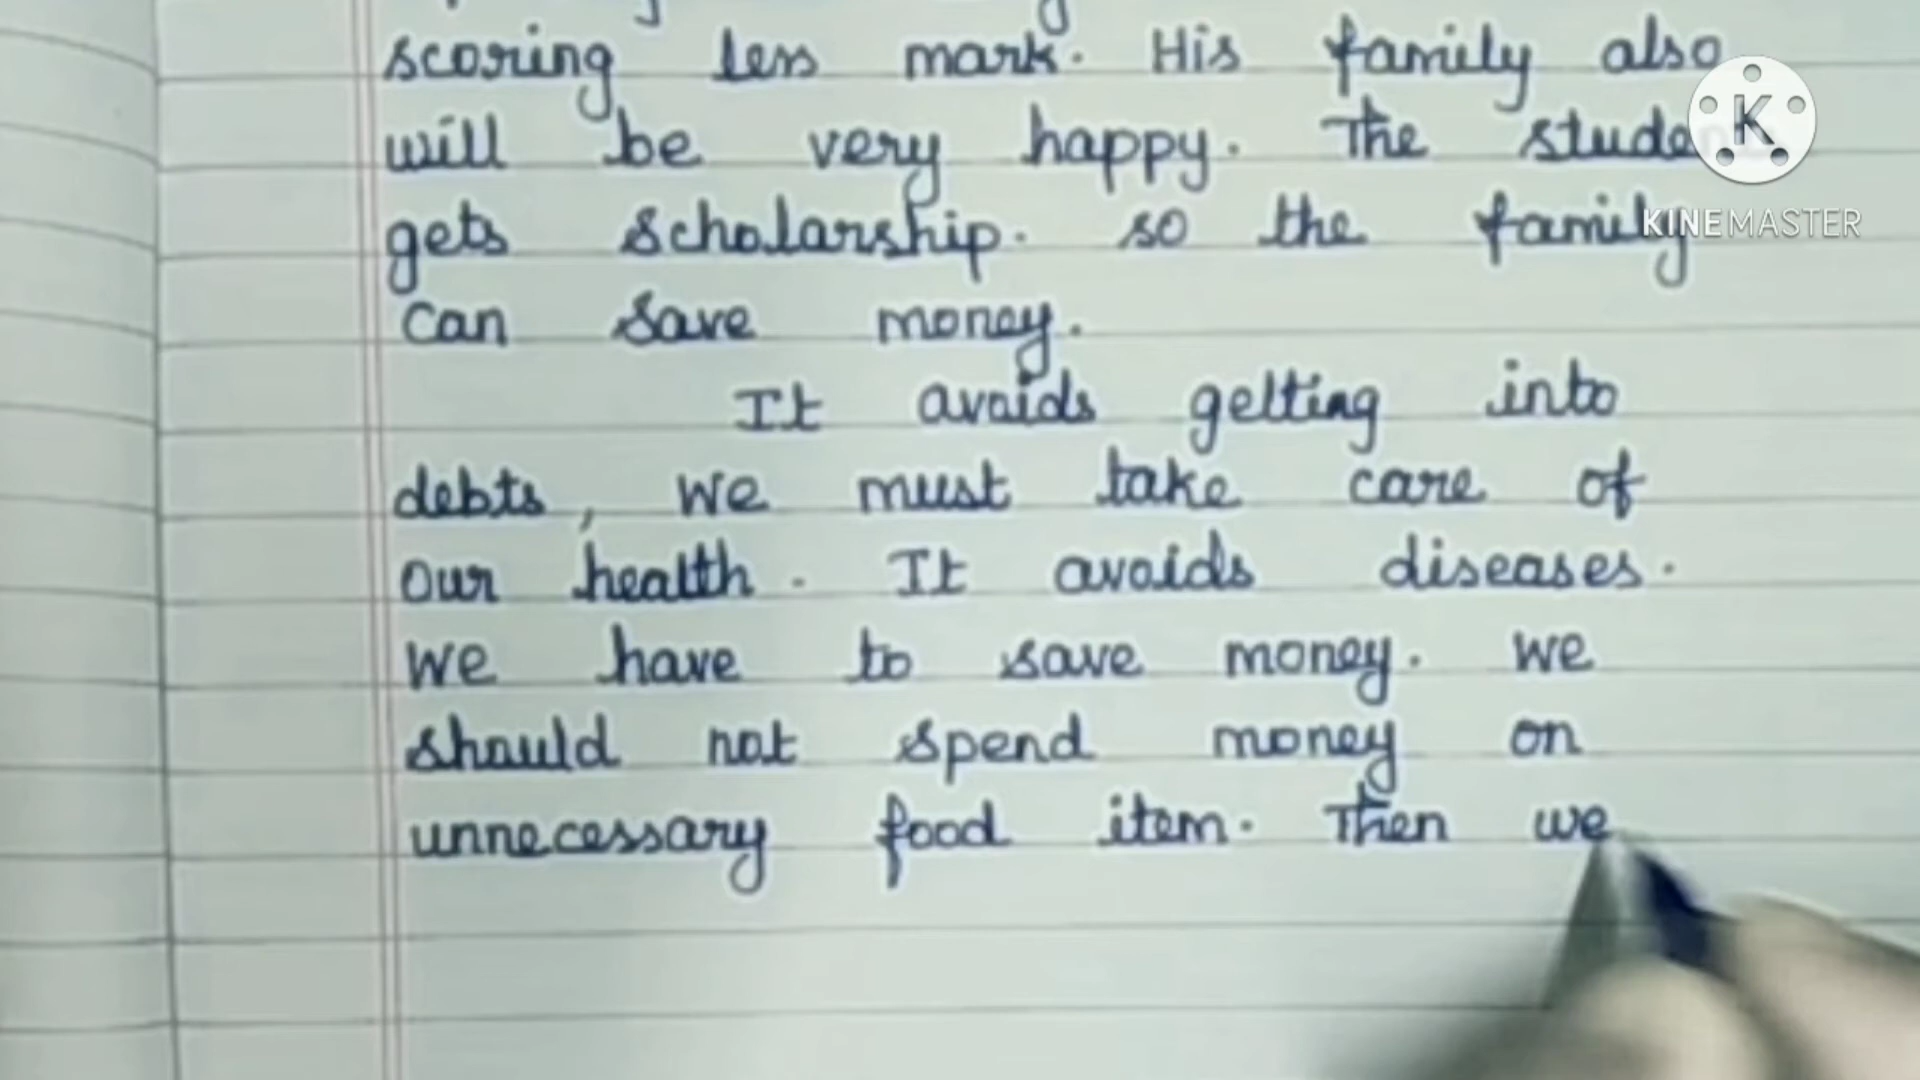 scoring less mark. His family also
will be very happy. The student
gets scholarship. so the family
can save money.
It avoids getting into
debts, we must take care of
our health. It avoids diseases.
we have to save money. we
should not spend money on
unnecessary food item. Then we
K
KINEMASTER